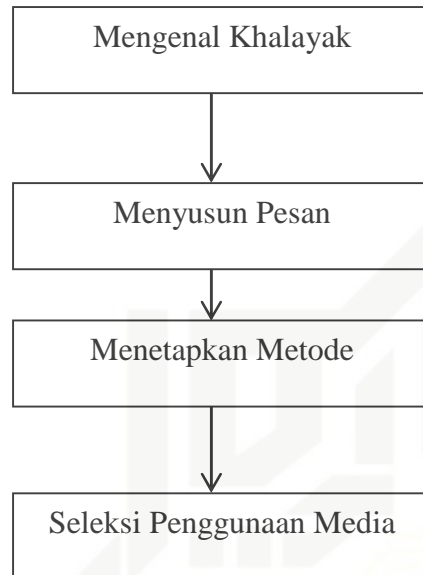 Mengenal Khalayak
Menyusun Pesan
Menetapkan Metode
Seleksi Penggunaan Media